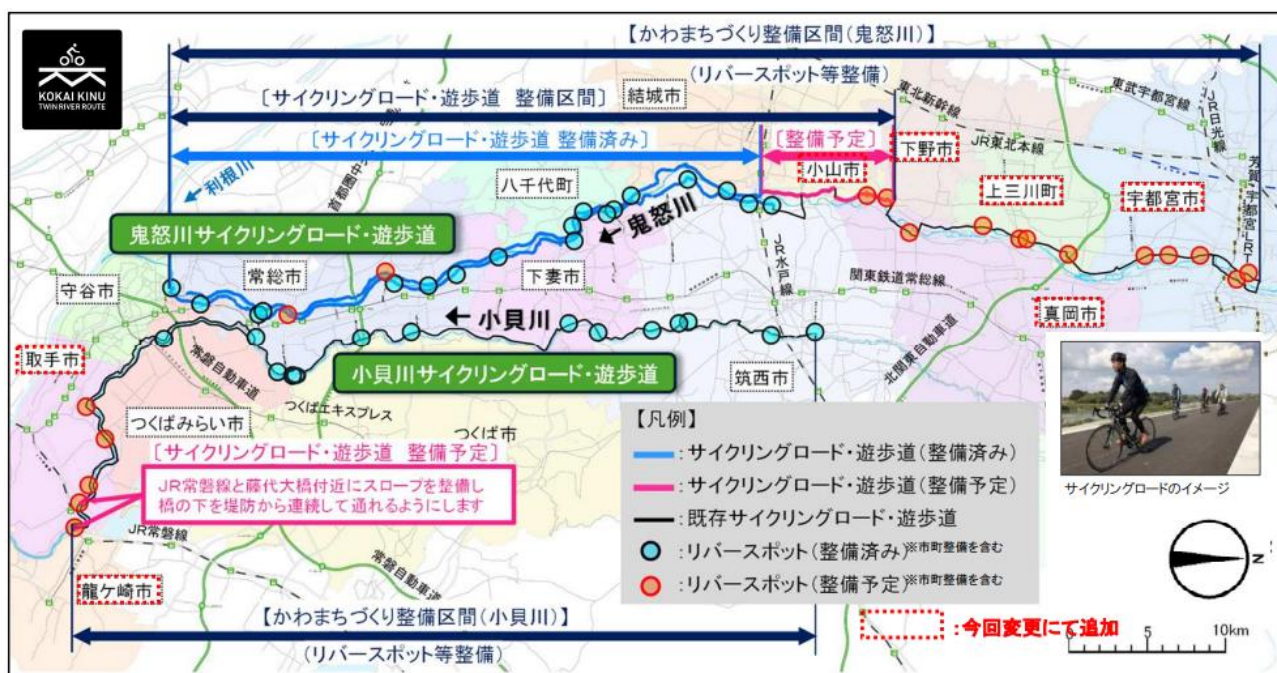 KOKAI KINU
TWIN RIVER ROUTE
【かわまちづくり整備区間(鬼怒川)】
(リバースポット等整備)
[サイクリングロード・遊歩道 整備区間]
結城市
東北新幹線
東武宇都宮線
JR日光線
[サイクリングロード・遊歩道 整備済み]
[整備予定]
下野市
JR東北本線
芳賀・宇都宮LRT
利根川
小山市
八千代町
上三川町
宇都宮市
鬼怒川
鬼怒川サイクリングロード・遊歩道
JR水戸線
常総市
下妻市
関東鉄道常総線
守谷市
小貝川
真岡市
取手市
常磐自動車道
小貝川サイクリングロード・遊歩道
筑西市
北関東自動車道
つくばエキスプレス
つくばみらい市
つくば市
[サイクリングロード・遊歩道 整備予定]
JR常磐線と藤代大橋付近にスロープを整備し
橋の下を堤防から連続して通れるようにします
JR常磐線
常磐自動車道
龍ケ崎市
【凡例】
:サイクリングロード・遊歩道(整備済み)
:サイクリングロード・遊歩道(整備予定)
:既存サイクリングロード・遊歩道
:リバースポット(整備済み)※市町整備を含む
:リバースポット(整備予定)※市町整備を含む
サイクリングロードのイメージ
N
:今回変更にて追加
0 5 10km
【かわまちづくり整備区間(小貝川)】
(リバースポット等整備)